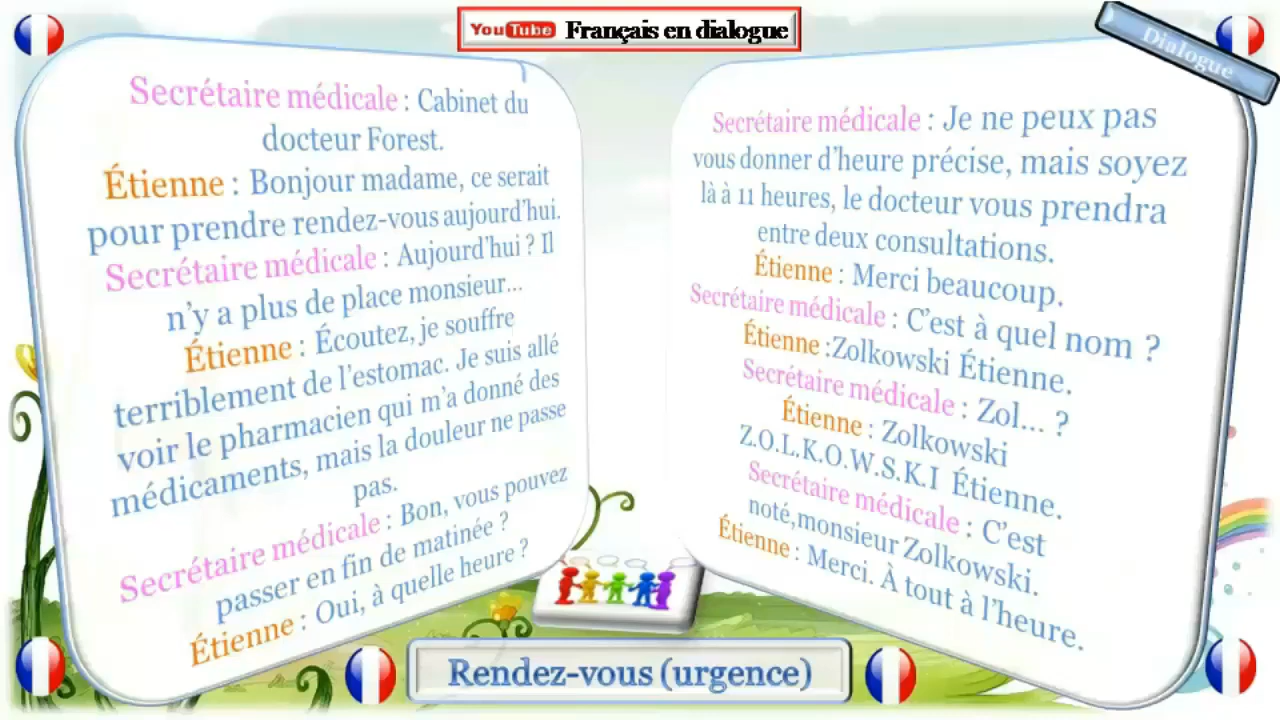 YouTube Français en dialogue
Dialogue
Secrétaire médicale : Cabinet du
docteur Forest.
Étienne : Bonjour madame, ce serait
pour prendre rendez-vous aujourd'hui.
Secrétaire médicale : Aujourd'hui ? Il
n'y a plus de place monsieur...
Étienne : Écoutez, je souffre
terriblement de l'estomac. Je suis allé
voir le pharmacien qui m'a donné des
médicaments, mais la douleur ne passe
pas.
Secrétaire médicale : Bon, vous pouvez
passer en fin de matinée ?
Étienne : Oui, à quelle heure ?
Secrétaire médicale : Je ne peux pas
vous donner d'heure précise, mais soyez
là à 11 heures, le docteur vous prendra
entre deux consultations.
Étienne : Merci beaucoup.
Secrétaire médicale : C'est à quel nom ?
Étienne :Zolkowski Étienne.
Secrétaire médicale : Zol... ?
Étienne : Zolkowski
Z.O.L.K.O.W.S.K.I Étienne.
Secrétaire médicale : C'est
noté,monsieur Zolkowski.
Étienne : Merci. À tout à l'heure.
Rendez-vous (urgence)